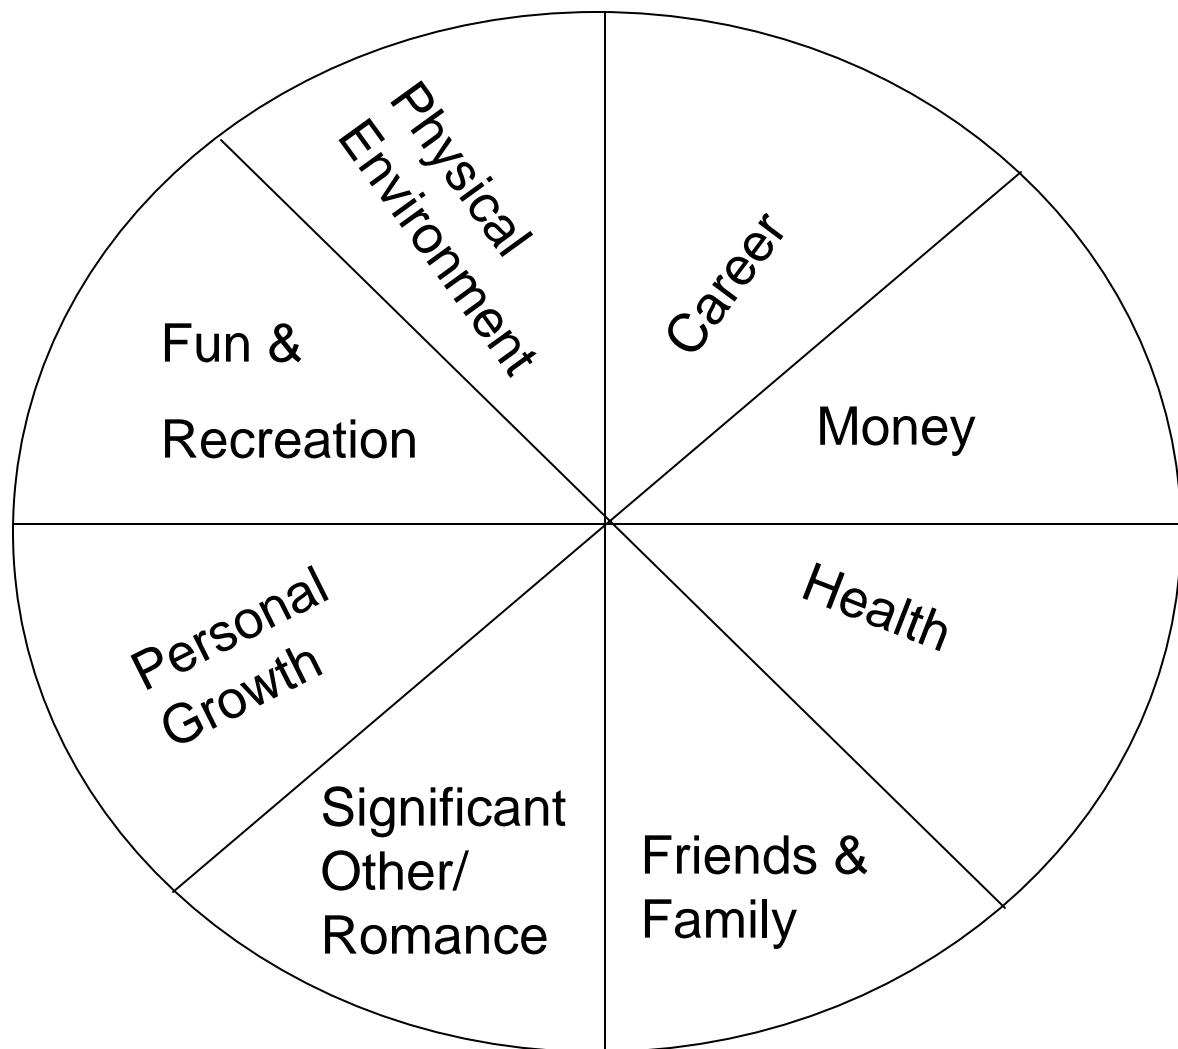 Physical
Environment
Career
Fun &
Recreation
Money
Personal
Growth
Health
Significant
Other/
Romance
Friends &
Family